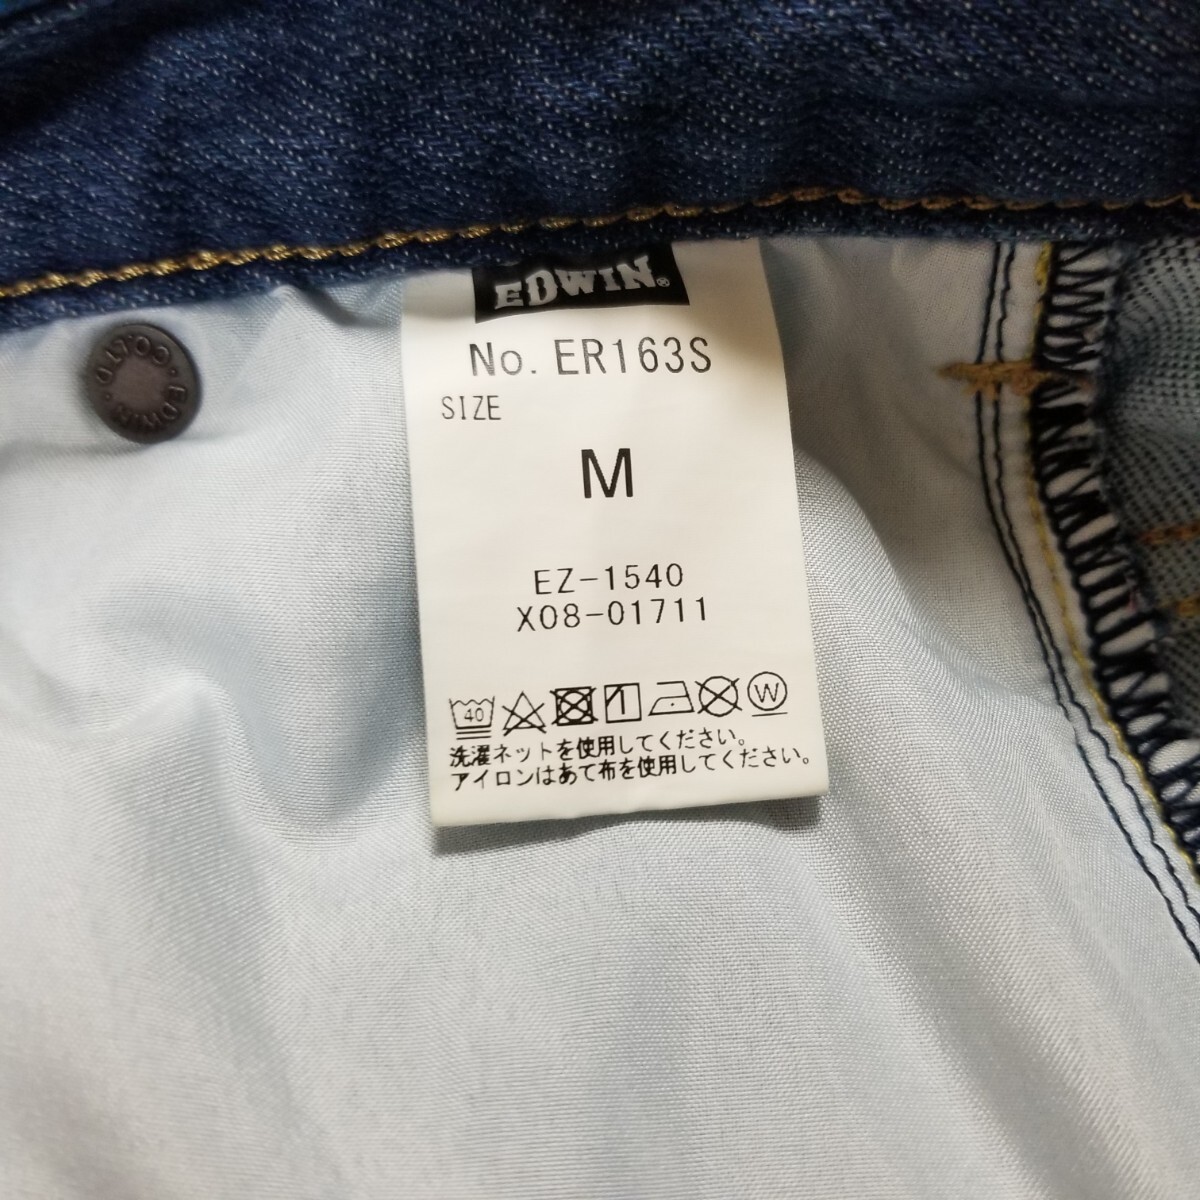 EDWIN®
No. ER163S
SIZE
M
EZ-1540
X08-01711
40 W
洗濯ネットを使用してください。
アイロンはあて布を使用してください。
EDWIN · CO.,LTD ·